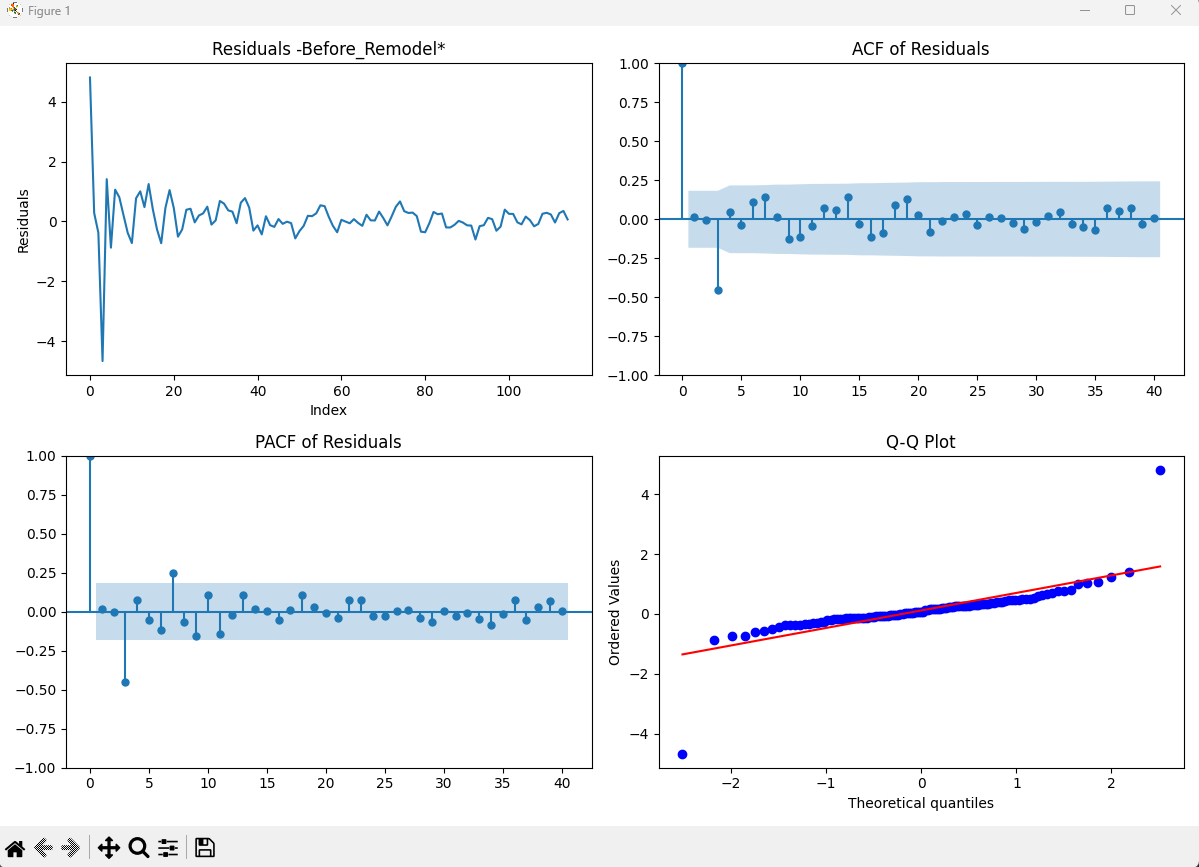 Figure 1
Residuals -Before_Remodel*
Residuals
4
2
0
−2
−4
0 20 40 60 80 100
Index
ACF of Residuals
1.00
0.75
0.50
0.25
0.00
−0.25
−0.50
−0.75
−1.00
0 5 10 15 20 25 30 35 40
PACF of Residuals
1.00
0.75
0.50
0.25
0.00
−0.25
−0.50
−0.75
−1.00
0 5 10 15 20 25 30 35 40
Q-Q Plot
Ordered Values
4
2
0
−2
−4
−2 −1 0 1 2
Theoretical quantiles